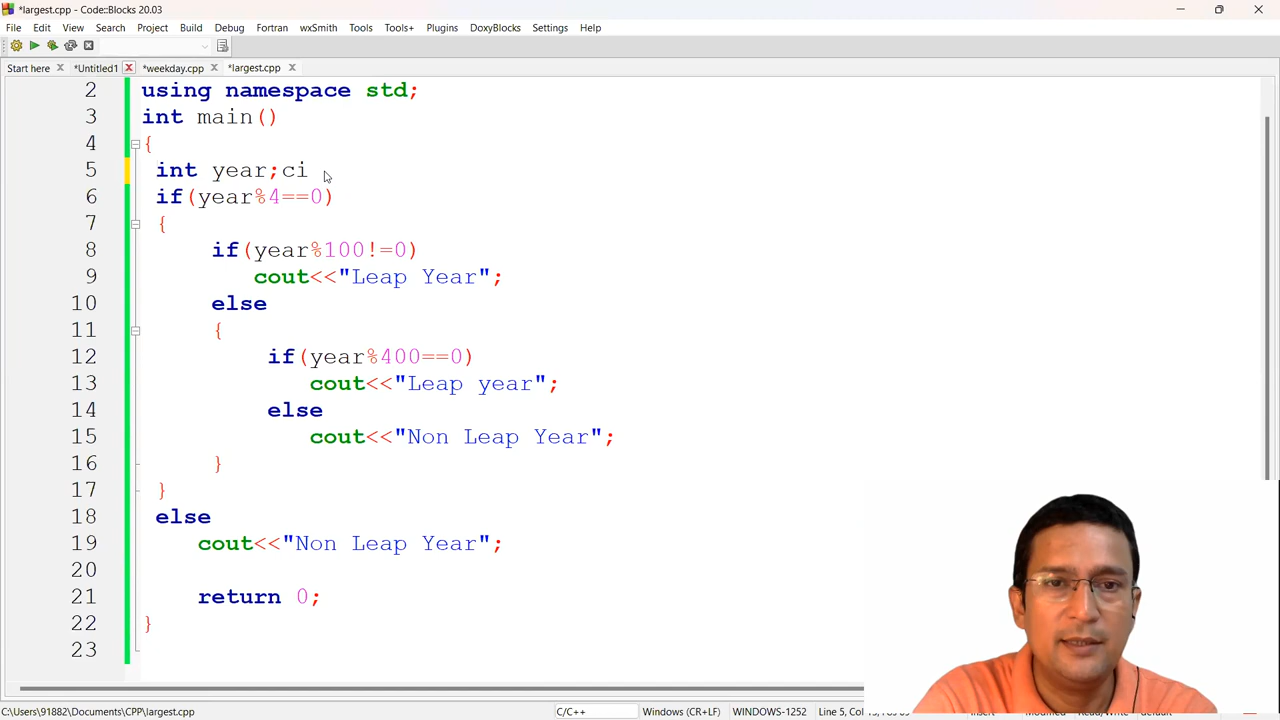 *largest.cpp - Code::Blocks 20.03
File Edit View Search Project Build Debug Fortran wxSmith Tools Tools+ Plugins DoxyBlocks Settings Help
Start here *Untitled1 *weekday.cpp *largest.cpp
2 using namespace std;
3 int main()
4 {
5 int year;ci
6 if(year%4==0)
7 {
8 if(year%100!=0)
9 cout<<"Leap Year";
10 else
11 {
12 if(year%400==0)
13 cout<<"Leap year";
14 else
15 cout<<"Non Leap Year";
16 }
17 }
18 else
19 cout<<"Non Leap Year";
20
21 return 0;
22 }
23
C:\Users\91882\Documents\CPP\largest.cpp C/C++ Windows (CR+LF) WINDOWS-1252 Line 5, Col